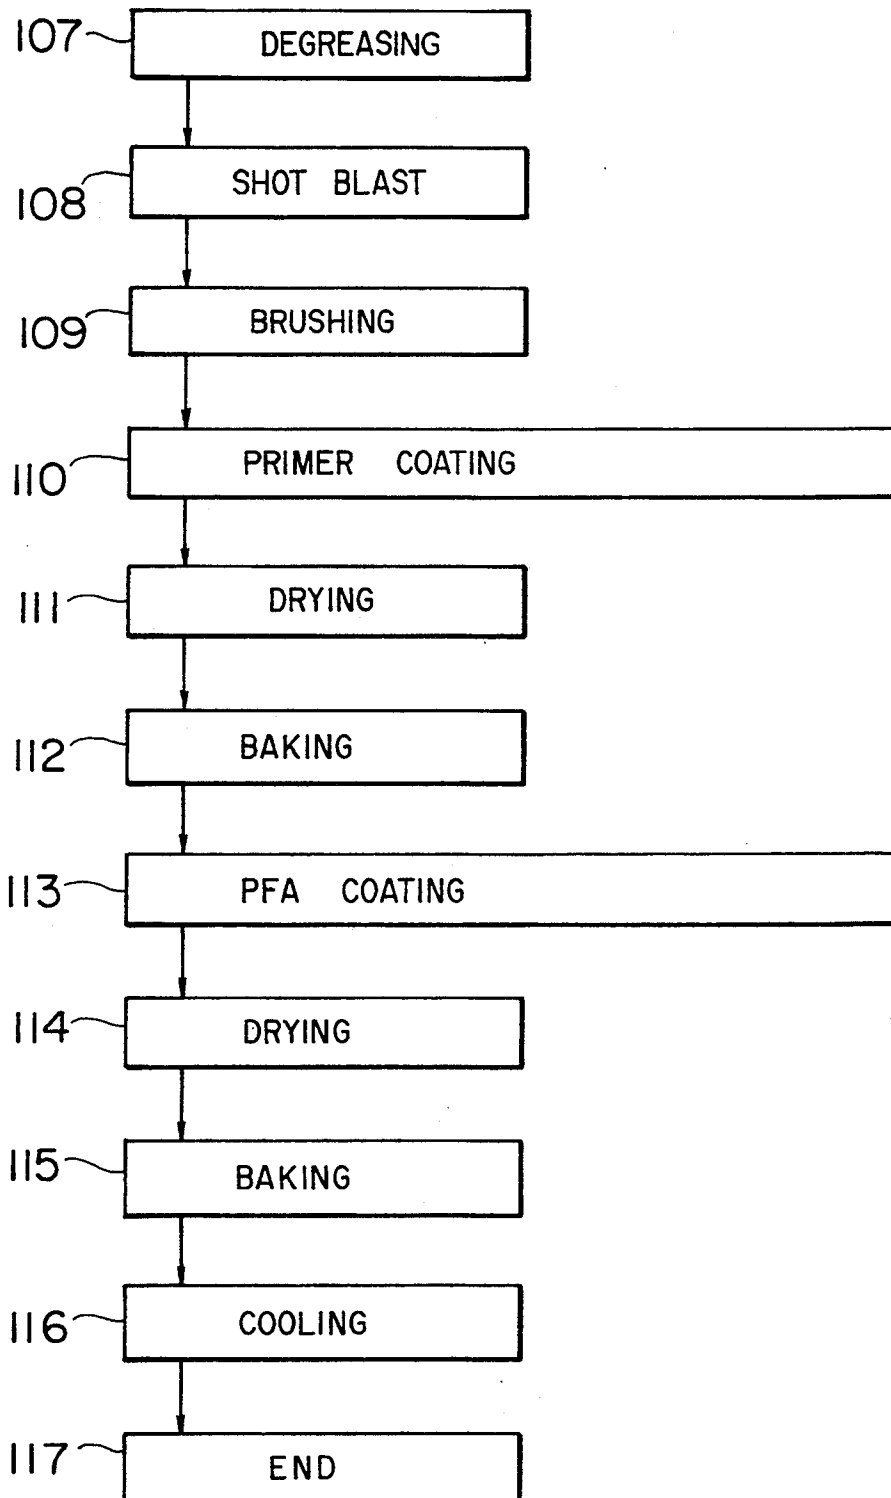 107 DEGREASING
108 SHOT BLAST
109 BRUSHING
110 PRIMER COATING
111 DRYING
112 BAKING
113 PFA COATING
114 DRYING
115 BAKING
116 COOLING
117 END